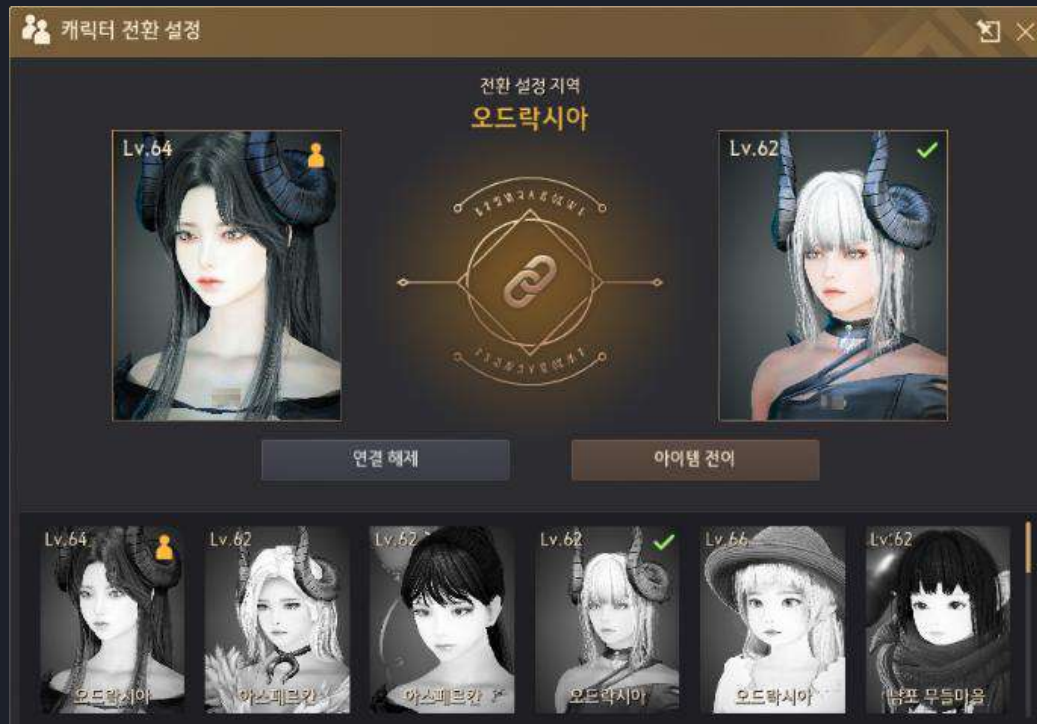 캐릭터 전환 설정
전환 설정 지역
오드락시아
Lv.64
Lv.62
연결 해제
아이템 전이
Lv.64
Lv.62
Lv.62
Lv.62
Lv.66
Lv.62
오드락시아
아스패르칸
아스패르칸
오드락시아
오드락시아
남포 무들마을